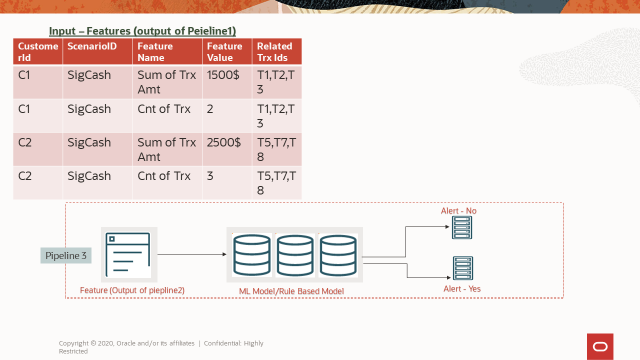 Input – Features (output of Peieline1)
Custome ScenarioID Feature Feature Related
rId Name Value Trx Ids
C1 SigCash Sum of Trx 1500$ T1,T2,T
Amt 3
C1 SigCash Cnt of Trx 2 T1,T2,T
3
C2 SigCash Sum of Trx 2500$ T5,T7,T
Amt 8
C2 SigCash Cnt of Trx 3 T5,T7,T
8
Alert - No
Pipeline 3
Feature (Output of piepline2) ML Model/Rule Based Model Alert - Yes
Copyright © 2020, Oracle and/or its affiliates | Confidential: Highly
Restricted